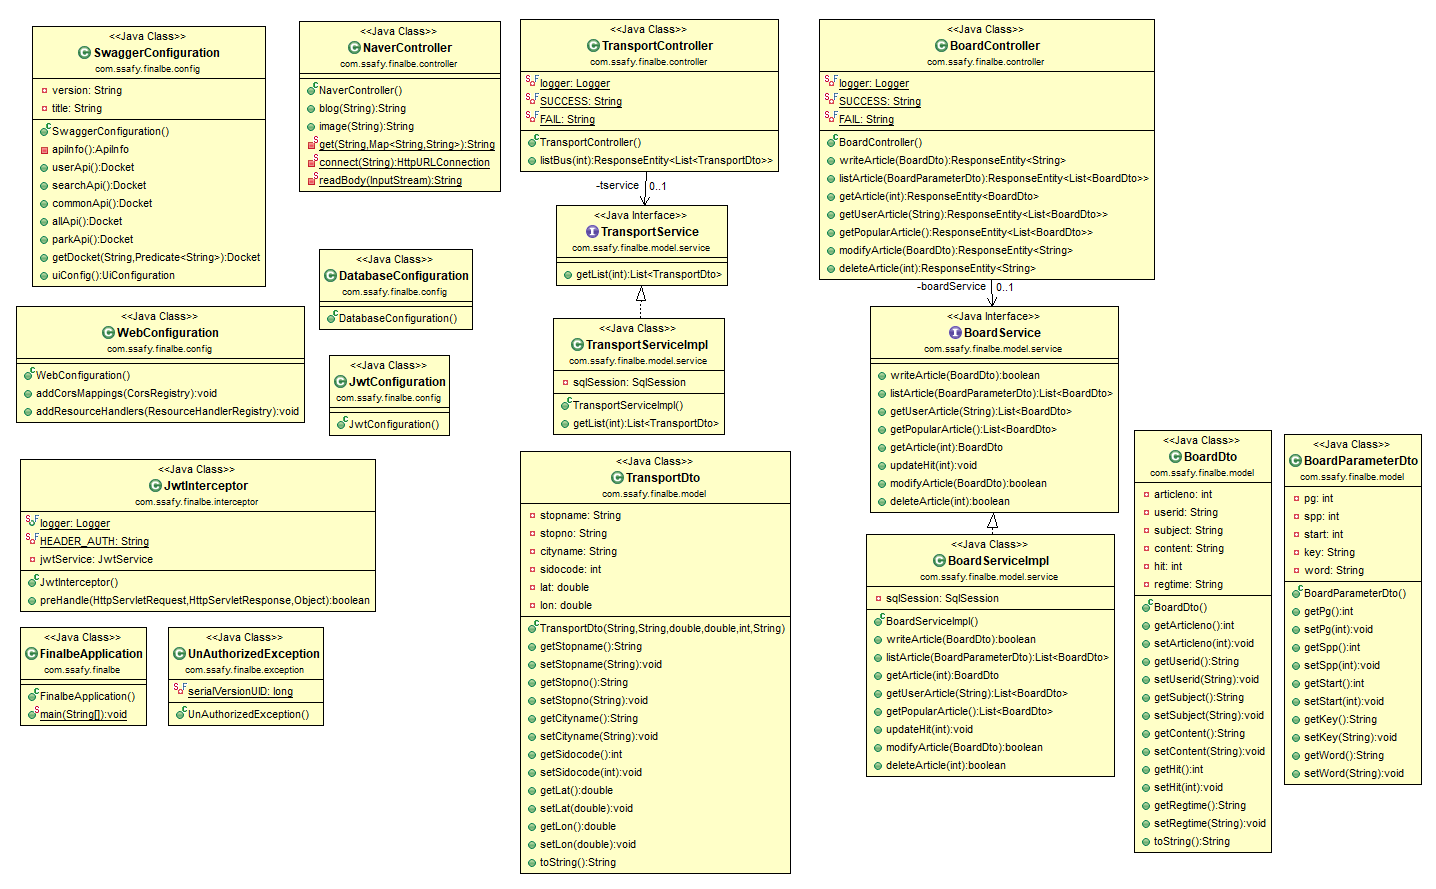 <<Java Class>>
SwaggerConfiguration
com.ssafy.finalbe.config
version: String
title: String
SwaggerConfiguration()
apiInfo():ApiInfo
userApi():Docket
searchApi():Docket
commonApi():Docket
allApi():Docket
parkApi():Docket
getDocket(String,Predicate<String>):Docket
uiConfig():UiConfiguration
<<Java Class>>
NaverController
com.ssafy.finalbe.controller
NaverController()
blog(String):String
image(String):String
get(String,Map<String,String>):String
connect(String):HttpURLConnection
readBody(InputStream):String
<<Java Class>>
TransportController
com.ssafy.finalbe.controller
logger: Logger
SUCCESS: String
FAIL: String
TransportController()
listBus(int):ResponseEntity<List<TransportDto>>
-tservice
0..1
<<Java Class>>
BoardController
com.ssafy.finalbe.controller
logger: Logger
SUCCESS: String
FAIL: String
BoardController()
writeArticle(BoardDto):ResponseEntity<String>
listArticle(BoardParameterDto):ResponseEntity<List<BoardDto>>
getArticle(int):ResponseEntity<BoardDto>
getUserArticle(String):ResponseEntity<List<BoardDto>>
getPopularArticle():ResponseEntity<List<BoardDto>>
modifyArticle(BoardDto):ResponseEntity<String>
deleteArticle(int):ResponseEntity<String>
-boardService
0..1
<<Java Interface>>
TransportService
com.ssafy.finalbe.model.service
getList(int):List<TransportDto>
<<Java Class>>
DatabaseConfiguration
com.ssafy.finalbe.config
DatabaseConfiguration()
<<Java Class>>
WebConfiguration
com.ssafy.finalbe.config
WebConfiguration()
addCorsMappings(CorsRegistry):void
addResourceHandlers(ResourceHandlerRegistry):void
<<Java Class>>
JwtConfiguration
com.ssafy.finalbe.config
JwtConfiguration()
<<Java Class>>
TransportServiceImpl
com.ssafy.finalbe.model.service
sqlSession: SqlSession
TransportServiceImpl()
getList(int):List<TransportDto>
<<Java Interface>>
BoardService
com.ssafy.finalbe.model.service
writeArticle(BoardDto):boolean
listArticle(BoardParameterDto):List<BoardDto>
getUserArticle(String):List<BoardDto>
getPopularArticle():List<BoardDto>
getArticle(int):BoardDto
updateHit(int):void
modifyArticle(BoardDto):boolean
deleteArticle(int):boolean
<<Java Class>>
JwtInterceptor
com.ssafy.finalbe.interceptor
logger: Logger
HEADER_AUTH: String
jwtService: JwtService
JwtInterceptor()
preHandle(HttpServletRequest,HttpServletResponse,Object):boolean
<<Java Class>>
TransportDto
com.ssafy.finalbe.model
stopname: String
stopno: String
cityname: String
sidocode: int
lat: double
lon: double
TransportDto(String,String,double,double,int,String)
getStopname():String
setStopname(String):void
getStopno():String
setStopno(String):void
getCityname():String
setCityname(String):void
getSidocode():int
setSidocode(int):void
getLat():double
setLat(double):void
getLon():double
setLon(double):void
toString():String
<<Java Class>>
BoardServiceImpl
com.ssafy.finalbe.model.service
sqlSession: SqlSession
BoardServiceImpl()
writeArticle(BoardDto):boolean
listArticle(BoardParameterDto):List<BoardDto>
getArticle(int):BoardDto
getUserArticle(String):List<BoardDto>
getPopularArticle():List<BoardDto>
updateHit(int):void
modifyArticle(BoardDto):boolean
deleteArticle(int):boolean
<<Java Class>>
BoardDto
com.ssafy.finalbe.model
articleno: int
userid: String
subject: String
content: String
hit: int
regtime: String
BoardDto()
getArticleno():int
setArticleno(int):void
getUserid():String
setUserid(String):void
getSubject():String
setSubject(String):void
getContent():String
setContent(String):void
getHit():int
setHit(int):void
getRegtime():String
setRegtime(String):void
toString():String
<<Java Class>>
BoardParameterDto
com.ssafy.finalbe.model
pg: int
spp: int
start: int
key: String
word: String
BoardParameterDto()
getPg():int
setPg(int):void
getSpp():int
setSpp(int):void
getStart():int
setStart(int):void
getKey():String
setKey(String):void
getWord():String
setWord(String):void
<<Java Class>>
FinalbeApplication
com.ssafy.finalbe
FinalbeApplication()
main(String[]):void
<<Java Class>>
UnAuthorizedException
com.ssafy.finalbe.exception
serialVersionUID: long
UnAuthorizedException()